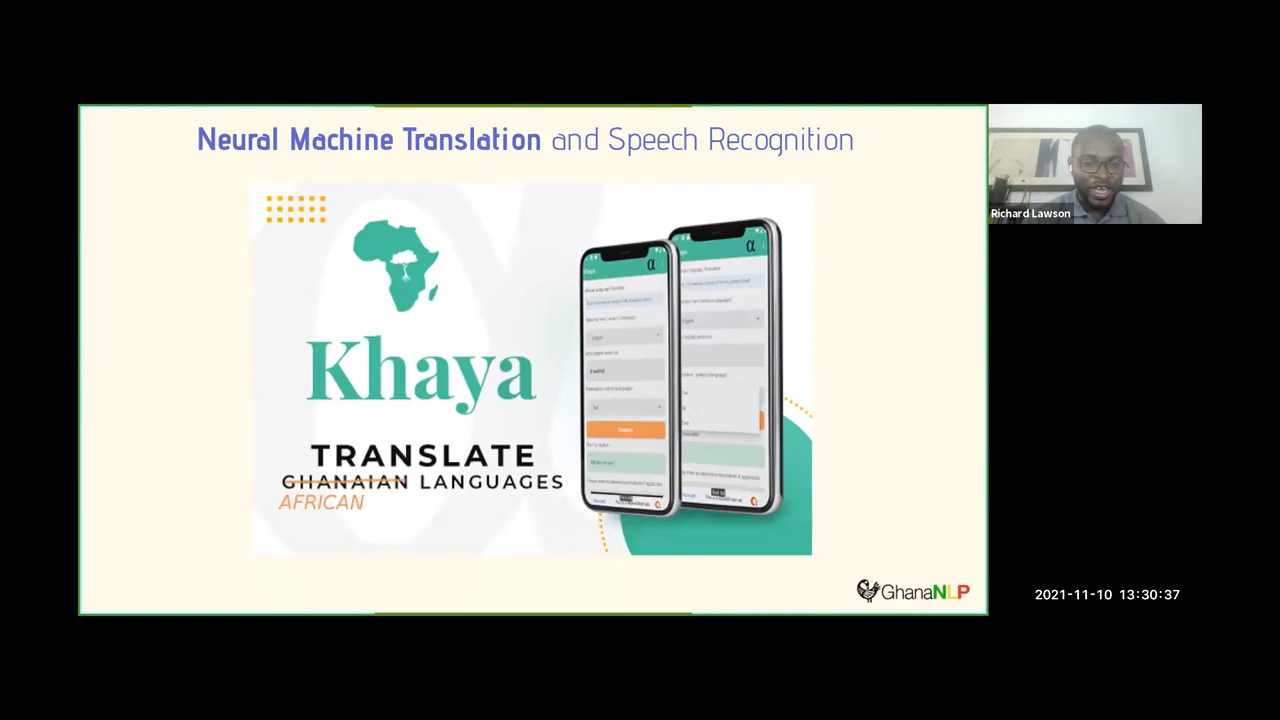 Neural Machine Translation and Speech Recognition
Khaya
TRANSLATE
GHANAIAN LANGUAGES
AFRICAN
α
α
GhanaNLP
Richard Lawson
2021-11-10 13:30:37